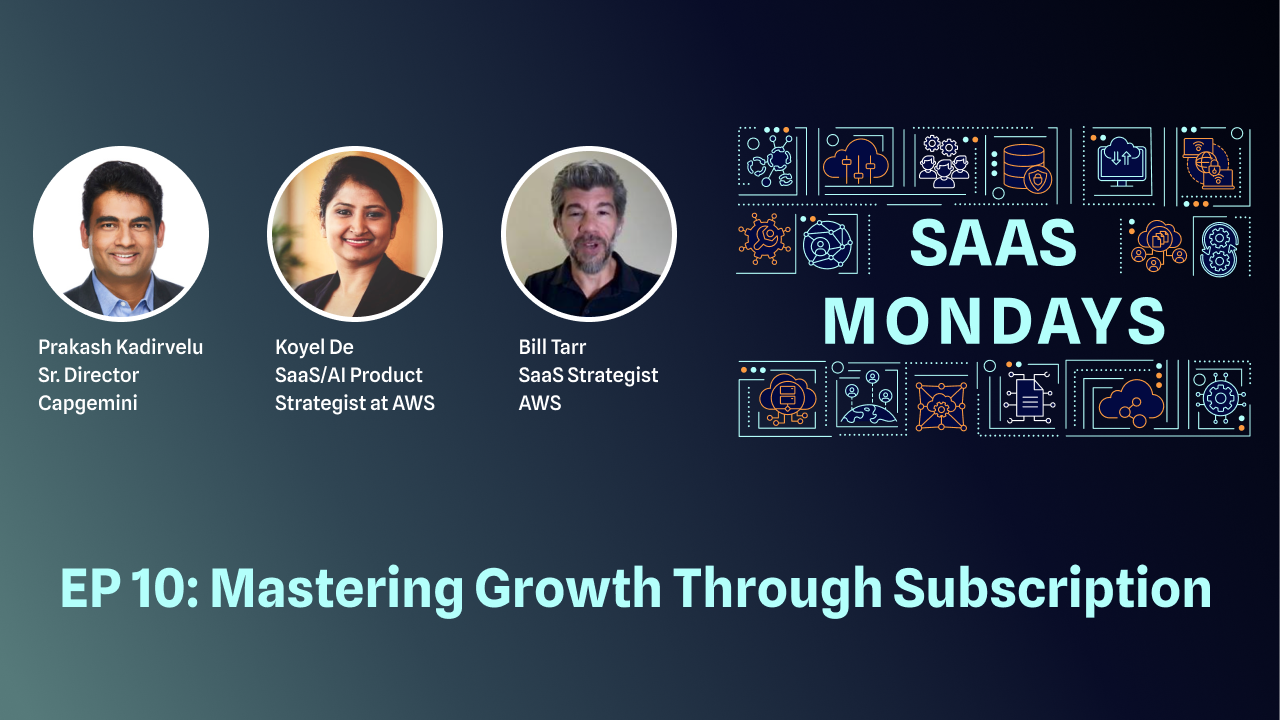 Prakash Kadirvelu
Sr. Director
Capgemini
Koyel De
SaaS/AI Product
Strategist at AWS
Bill Tarr
SaaS Strategist
AWS
SAAS
MONDAYS
EP 10: Mastering Growth Through Subscription